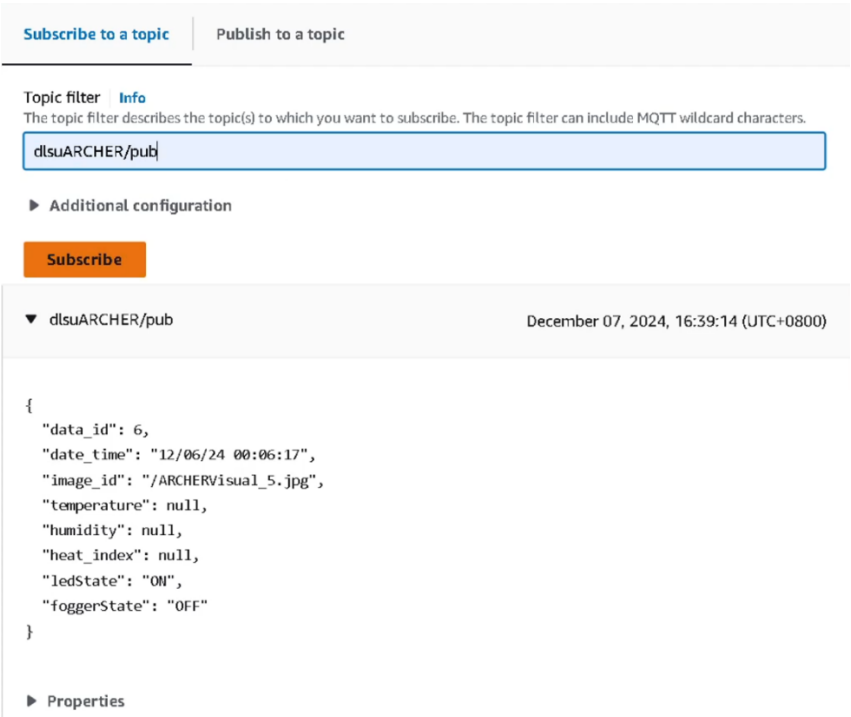 Subscribe to a topic Publish to a topic
Topic filter Info
The topic filter describes the topic(s) to which you want to subscribe. The topic filter can include MQTT wildcard characters.
dlsuARCHER/pub
Additional configuration
Subscribe
dlsuARCHER/pub December 07, 2024, 16:39:14 (UTC+0800)
{
"data_id": 6,
"date_time": "12/06/24 00:06:17",
"image_id": "/ARCHERVisual_5.jpg",
"temperature": null,
"humidity": null,
"heat_index": null,
"ledState": "ON",
"foggerState": "OFF"
}
Properties